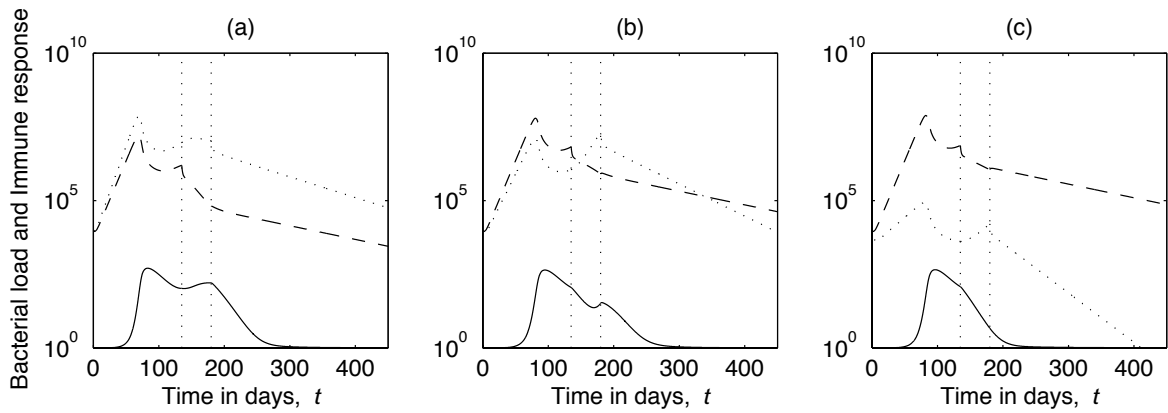 (a) (b) (c)
Bacterial load and Immune response
10^10 10^10 10^10
10^5 10^5 10^5
10^0 10^0 10^0
0 100 200 300 400 0 100 200 300 400 0 100 200 300 400
Time in days, t Time in days, t Time in days, t